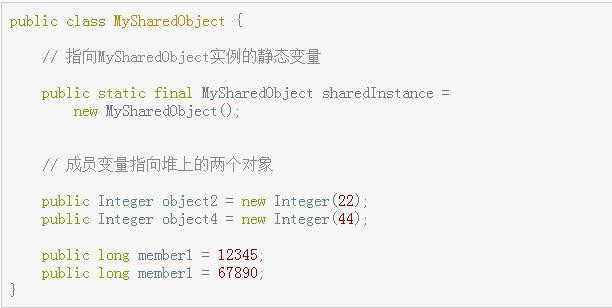 public class MySharedObject {
// 指向MySharedObject实例的静态变量
public static final MySharedObject sharedInstance =
new MySharedObject();
// 成员变量指向堆上的两个对象
public Integer object2 = new Integer(22);
public Integer object4 = new Integer(44);
public long member1 = 12345;
public long member1 = 67890;
}